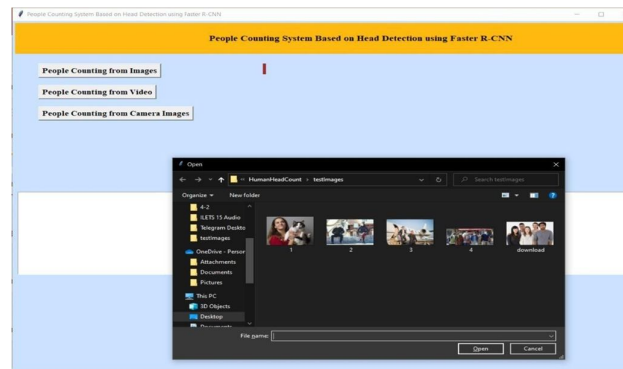 People Counting System Based on Head Detection using Faster R-CNN
People Counting System Based on Head Detection using Faster R-CNN
People Counting from Images
People Counting from Video
People Counting from Camera Images
Open
HumanHeadCount › testImages
Search testImages
Organize
New folder
4-2
ILETS 15 Audio
Telegram Deskto
testImages
OneDrive - Person
Attachments
Documents
Pictures
This PC
3D Objects
Desktop
Documents
1
2
3
4
download
File name:
Open
Cancel